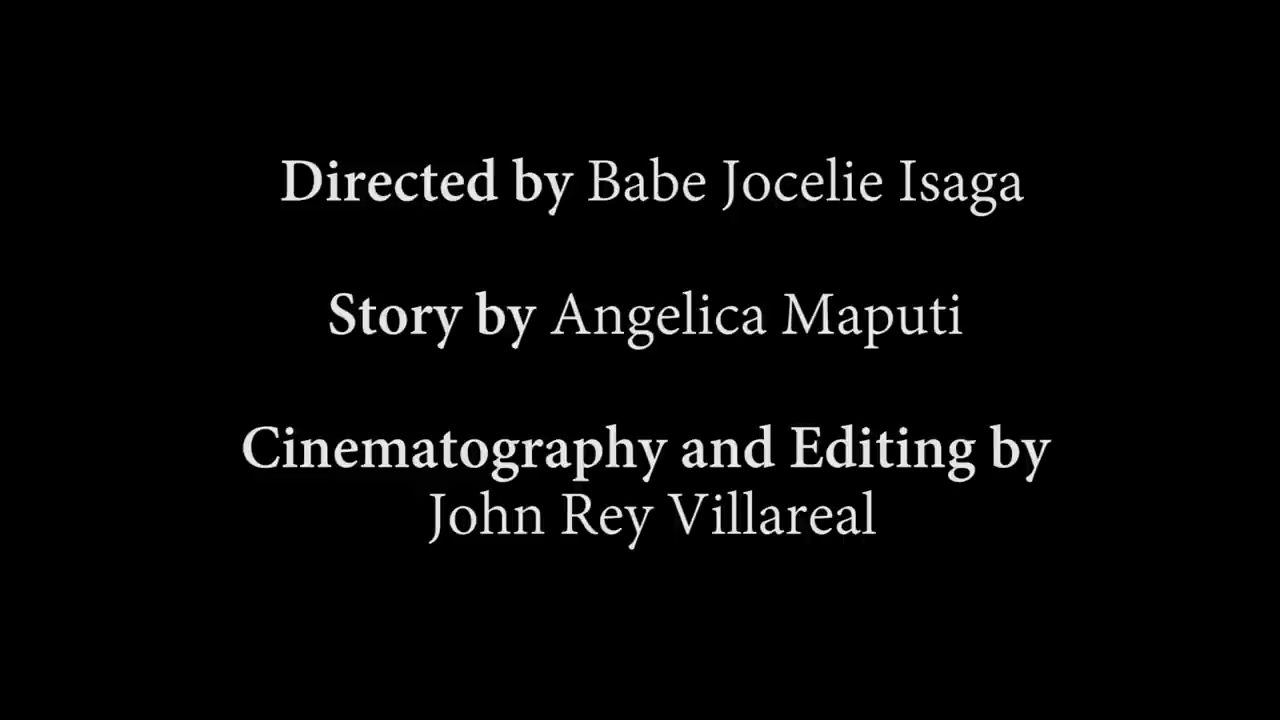 Directed by Babe Jocelie Isaga
Story by Angelica Maputi
Cinematography and Editing by
John Rey Villareal